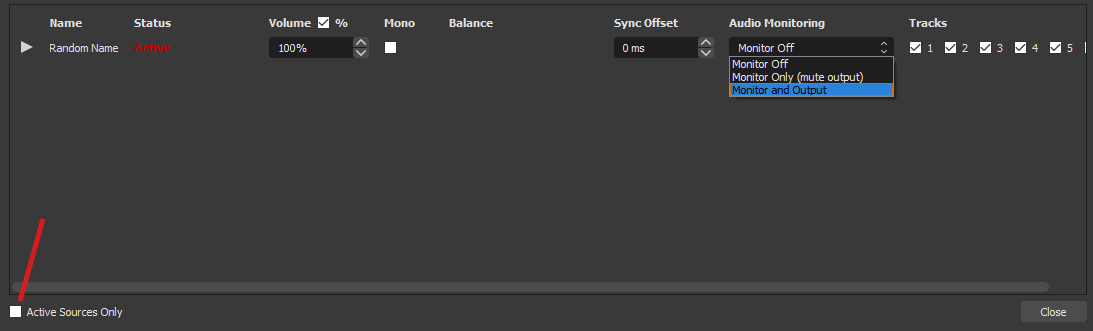 Name Status Volume % Mono Balance Sync Offset Audio Monitoring Tracks
Random Name Active 100% 0 ms Monitor Off 1 2 3 4 5
Monitor Off
Monitor Only (mute output)
Monitor and Output
Active Sources Only Close